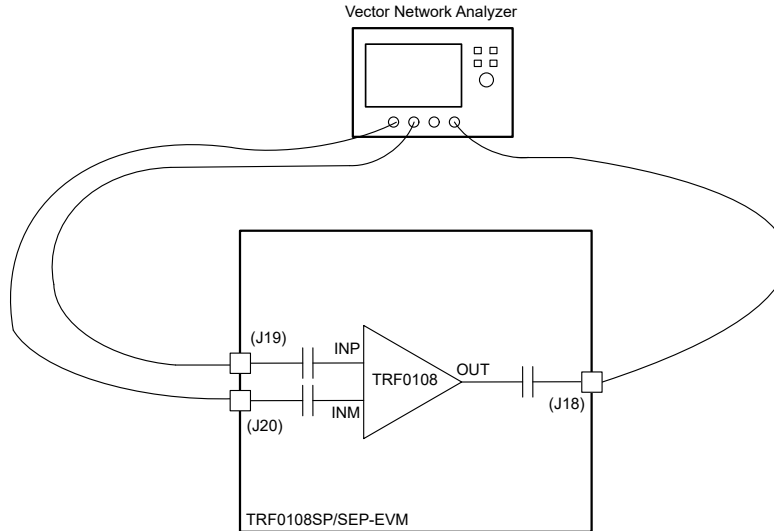 Vector Network Analyzer
(J19)
INP
TRF0108
OUT
INM
(J20)
(J18)
TRF0108SP/SEP-EVM